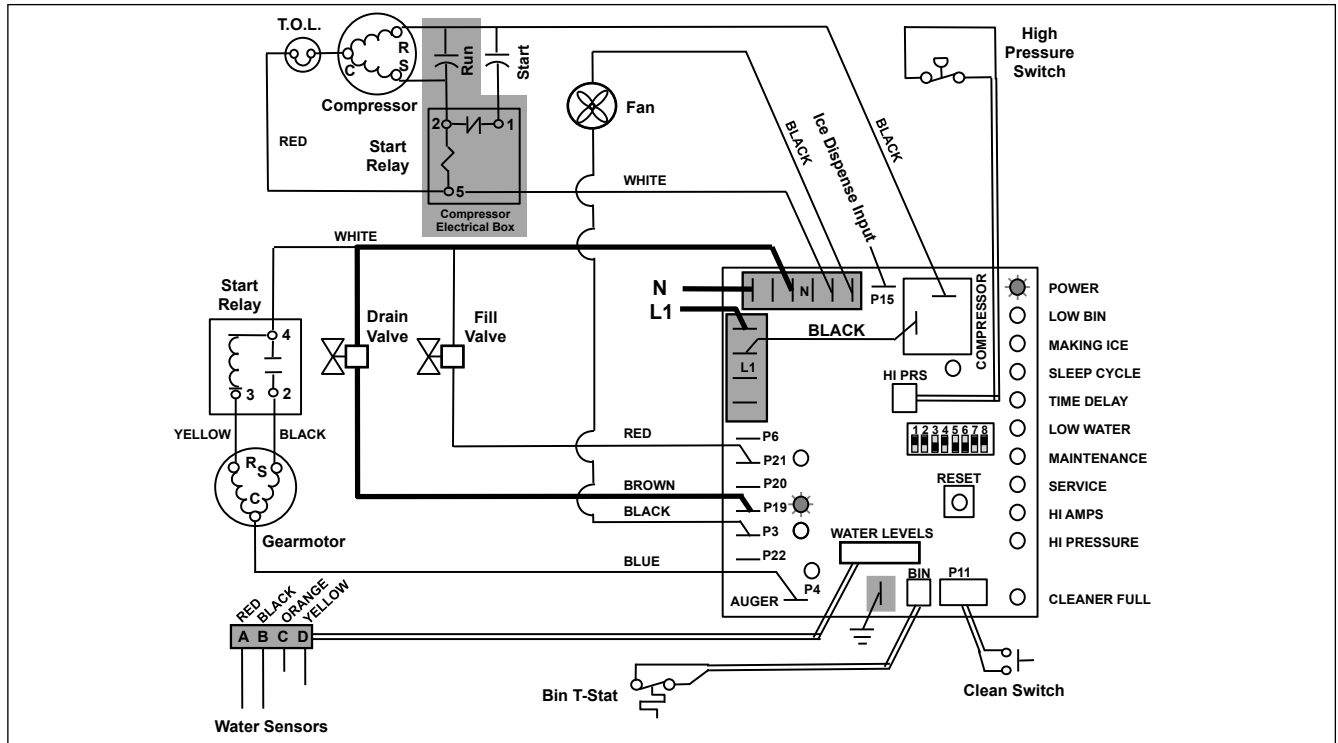 T.O.L.
R
S
C
Compressor
Run
Start
2
1
5
Start
Relay
Compressor
Electrical Box
RED
Fan
BLACK
Ice Dispense Input
BLACK
High
Pressure
Switch
WHITE
WHITE
Start
Relay
4
3
2
YELLOW
BLACK
R
S
C
Gearmotor
Drain
Valve
Fill
Valve
N
L1
N
L1
P15
BLACK
COMPRESSOR
HI PRS
POWER
LOW BIN
MAKING ICE
SLEEP CYCLE
TIME DELAY
LOW WATER
MAINTENANCE
SERVICE
HI AMPS
HI PRESSURE
CLEANER FULL
1 2 3 4 5 6 7 8
RESET
RED
BROWN
BLACK
BLUE
P6
P21
P20
P19
P3
P22
P4
AUGER
WATER LEVELS
BIN
P11
RED
BLACK
ORANGE
YELLOW
A B C D
Water Sensors
Bin T-Stat
Clean Switch